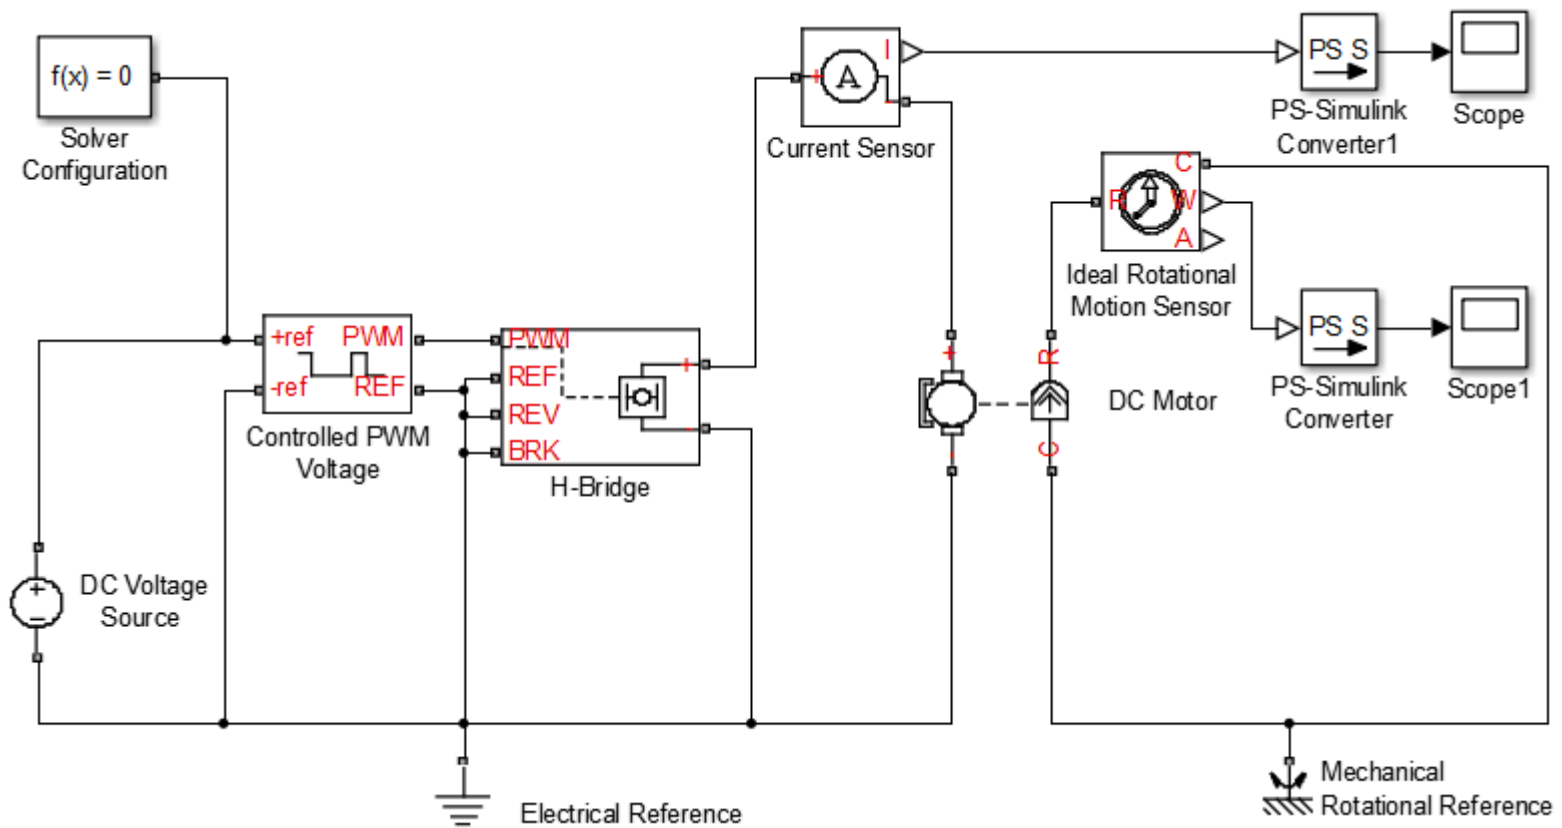 f(x) = 0
Solver
Configuration
I
+
A
-
Current Sensor
PS S
PS-Simulink
Converter1
Scope
C
R
W
A
Ideal Rotational
Motion Sensor
PS S
PS-Simulink
Converter
Scope1
+ref
PWM
-ref
REF
Controlled PWM
Voltage
PWM
REF
REV
BRK
+
-
H-Bridge
+
-
R
C
DC Motor
+
−
DC Voltage
Source
Electrical Reference
Mechanical
Rotational Reference